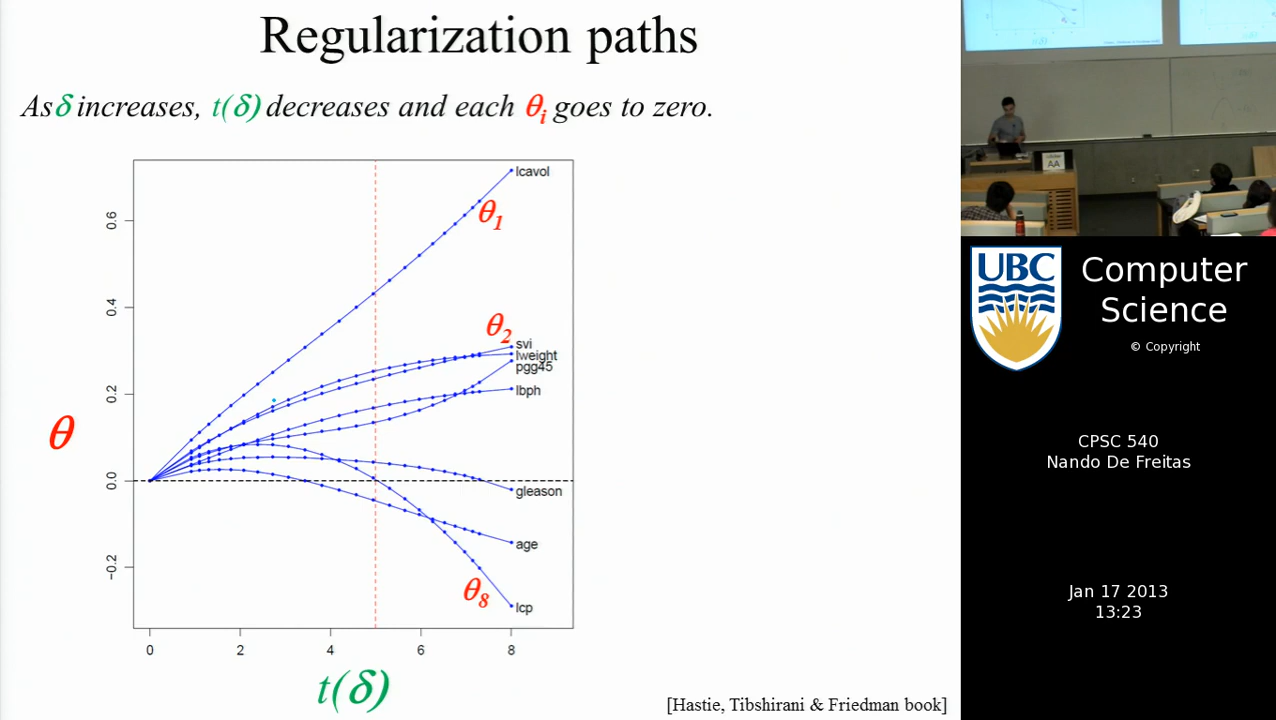 Regularization paths
As δ increases, t(δ) decreases and each θi goes to zero.
lcavol
θ1
0.6
0.4
θ2
svi
lweight
pgg45
0.2
lbph
θ
0.0
gleason
age
-0.2
θ8
lcp
0 2 4 6 8
t(δ)
[Hastie, Tibshirani & Friedman book]
AA
UBC
Computer
Science
© Copyright
CPSC 540
Nando De Freitas
Jan 17 2013
13:23